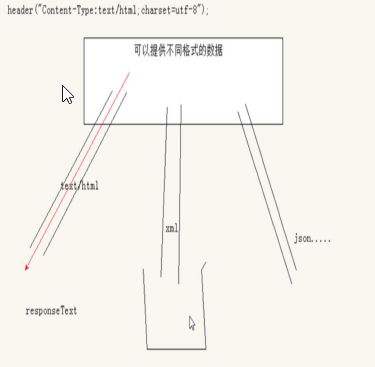 header("Content-Type:text/html;charset=utf-8");
可以提供不同格式的数据
text/html
xml
json.....
responseText